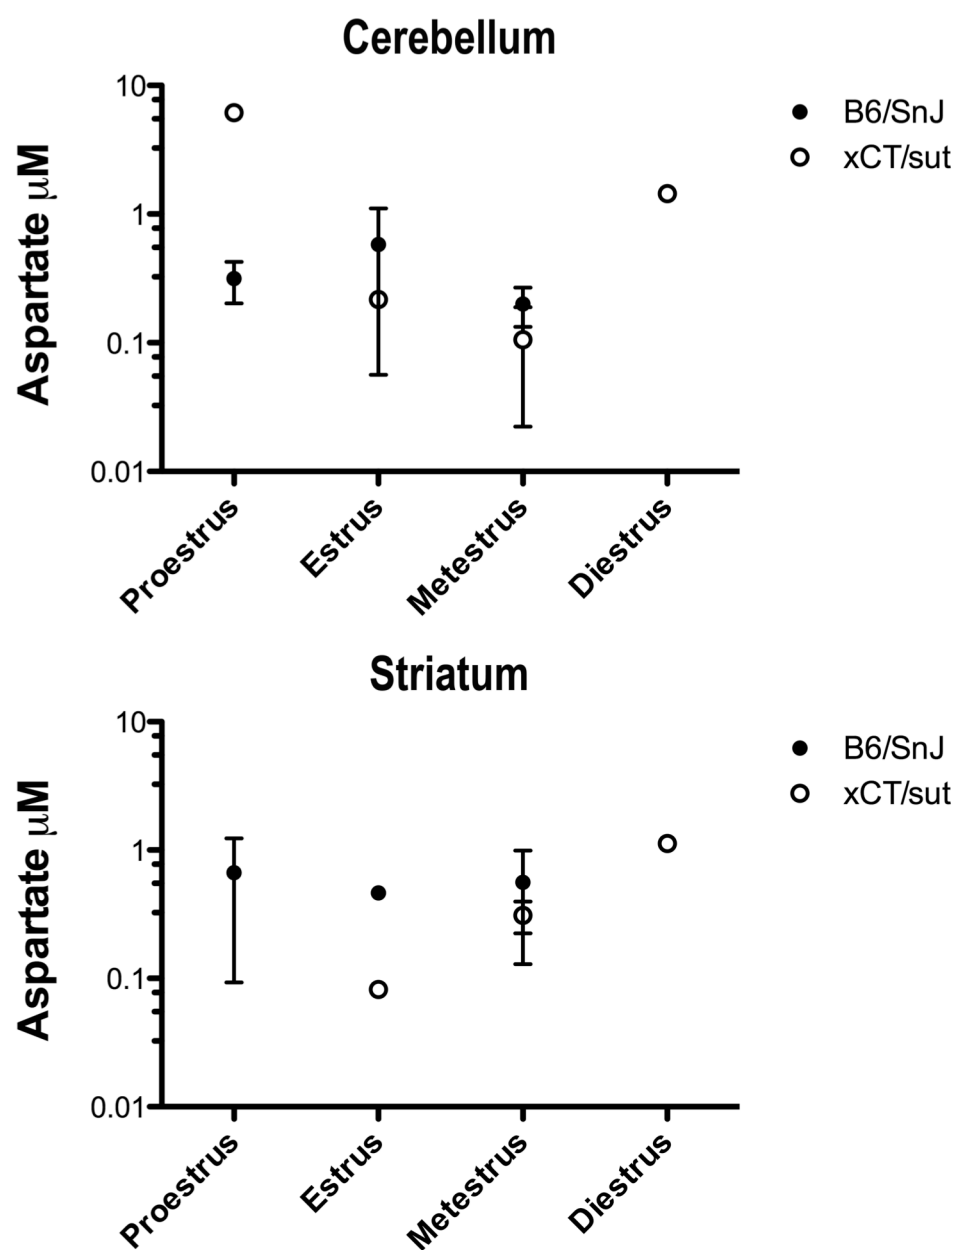 Cerebellum
Aspartate μM
10
1
0.1
0.01
Proestrus
Estrus
Metestrus
Diestrus
B6/SnJ
xCT/sut
Striatum
Aspartate μM
10
1
0.1
0.01
Proestrus
Estrus
Metestrus
Diestrus
B6/SnJ
xCT/sut